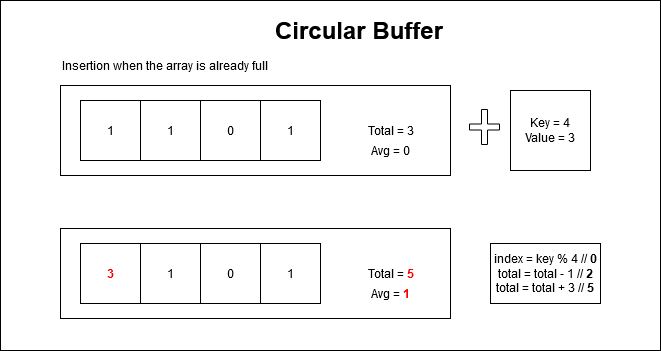 Circular Buffer
Insertion when the array is already full
1 1 0 1
Total = 3
Avg = 0
Key = 4
Value = 3
3 1 0 1
Total = 5
Avg = 1
index = key % 4 // 0
total = total - 1 // 2
total = total + 3 // 5